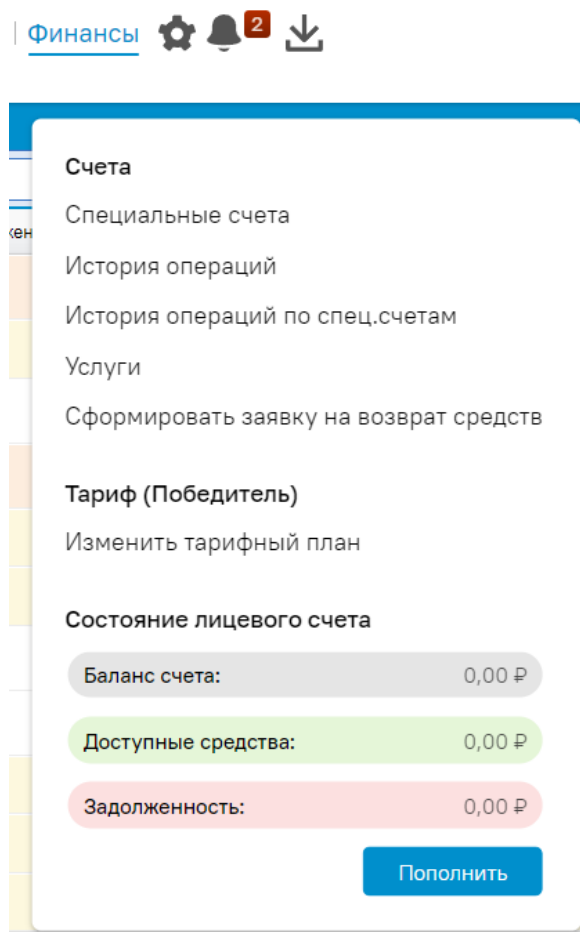 Финансы 2
Счета
Специальные счета
История операций
История операций по спец.счетам
Услуги
Сформировать заявку на возврат средств
Тариф (Победитель)
Изменить тарифный план
Состояние лицевого счета
Баланс счета: 0,00 ₽
Доступные средства: 0,00 ₽
Задолженность: 0,00 ₽
Пополнить